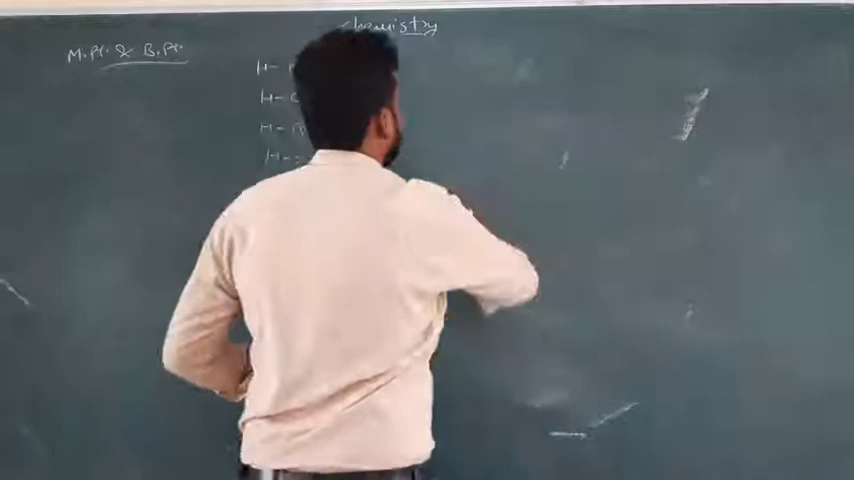 Chemistry
M.Pt. & B.Pt.
H-
H-
H-
H-